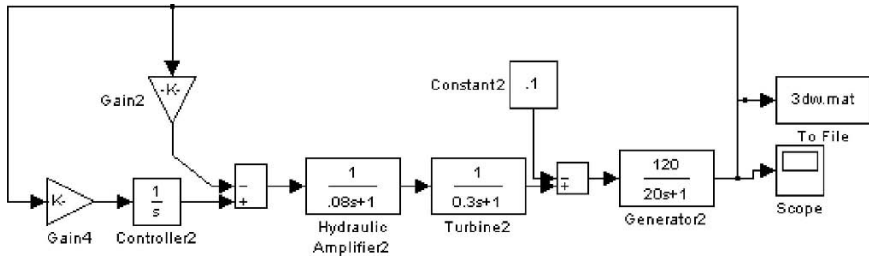 -K-
Gain2
Constant2
.1
3dw.mat
To File
K-
Gain4
1
s
Controller2
−
+
1
.08s+1
Hydraulic
Amplifier2
1
0.3s+1
Turbine2
−
+
120
20s+1
Generator2
Scope